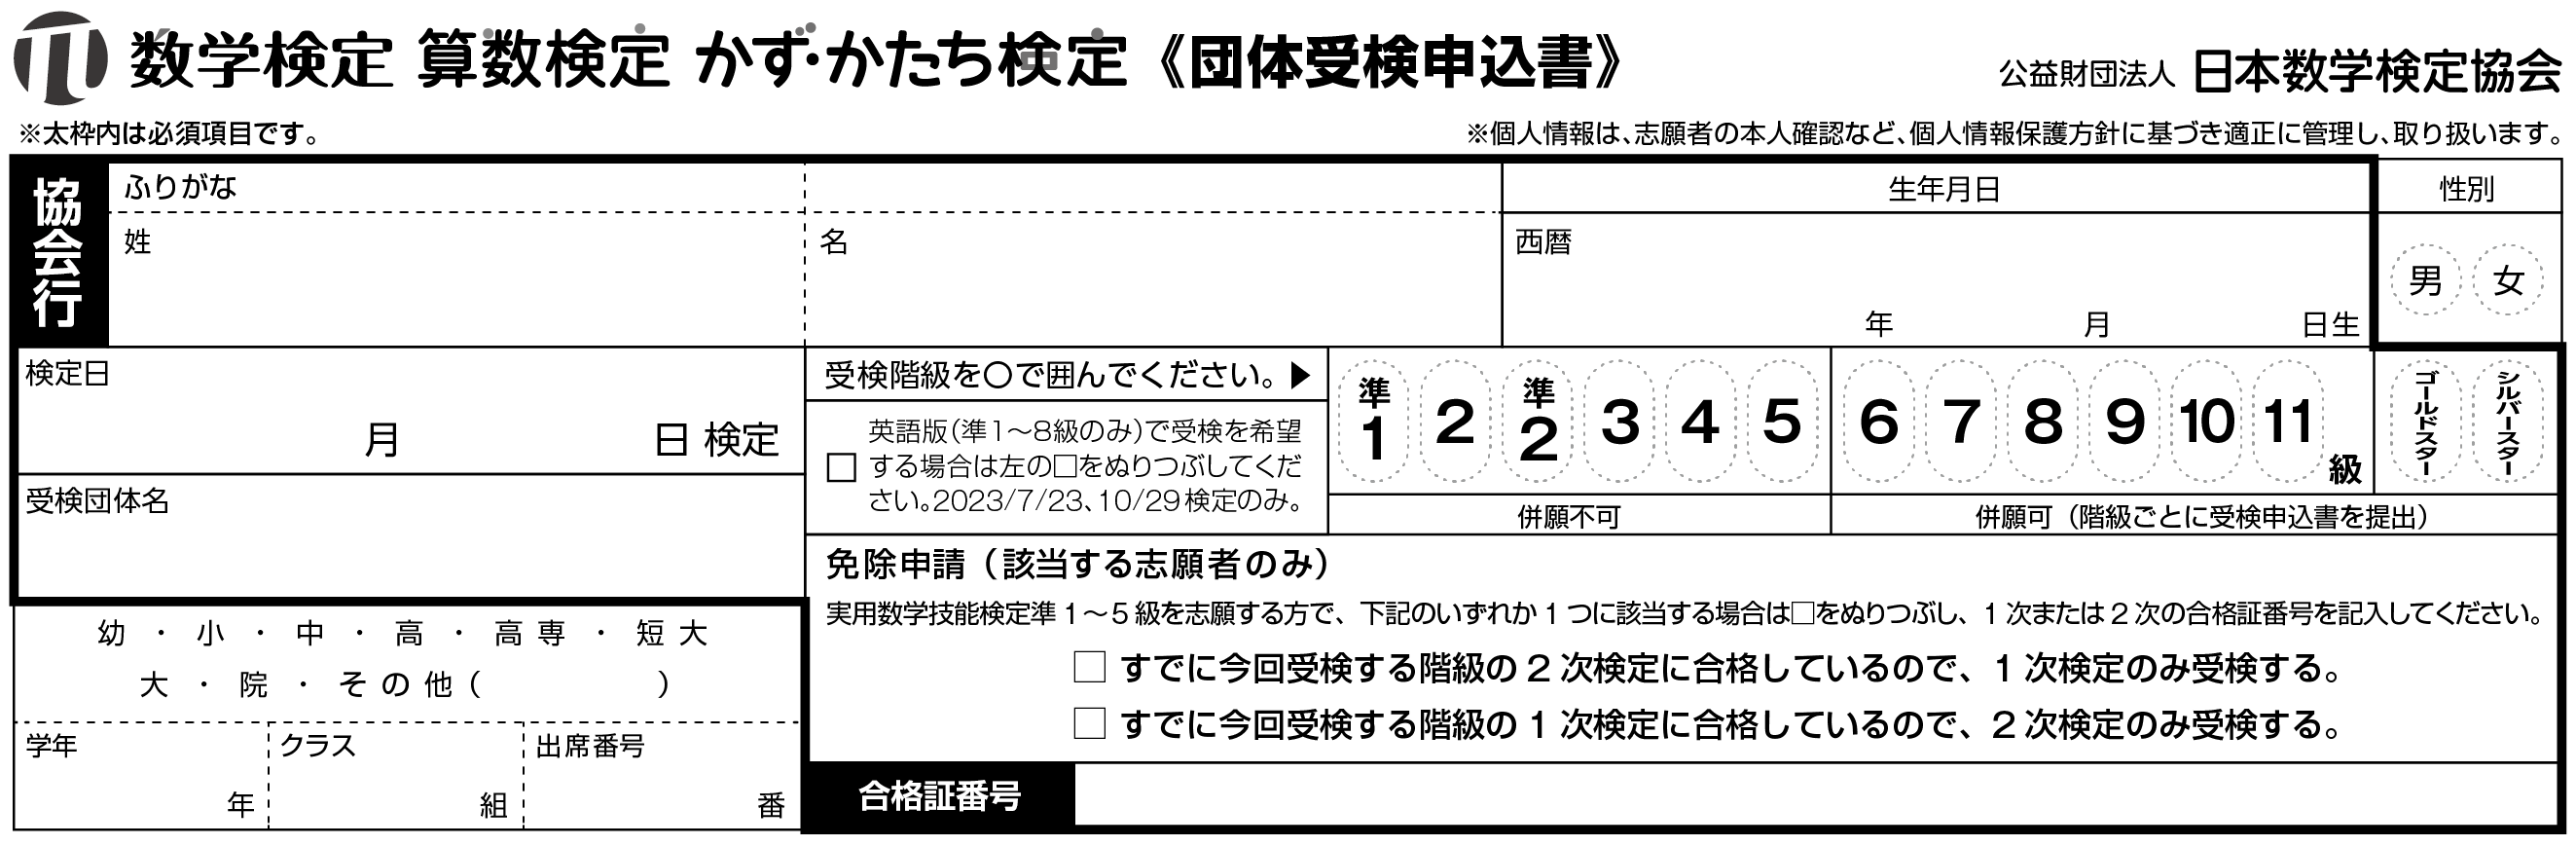 数学検定 算数検定 かず・かたち検定《団体受検申込書》
公益財団法人 日本数学検定協会
※太枠内は必須項目です。
※個人情報は、志願者の本人確認など、個人情報保護方針に基づき適正に管理し、取り扱います。
協会行
ふりがな
姓
名
生年月日
西暦
年 月 日生
性別
男 女
検定日
月 日 検定
受検団体名
受検階級を〇で囲んでください。▶
□ 英語版(準1〜8級のみ)で受検を希望
する場合は左の□をぬりつぶしてくだ
さい。2023/7/23、10/29検定のみ。
準1 2 準2 3 4 5
6 7 8 9 10 11 級
ゴールドスター
シルバースター
併願不可
併願可（階級ごとに受検申込書を提出）
免除申請（該当する志願者のみ）
実用数学技能検定準1〜5級を志願する方で、下記のいずれか1つに該当する場合は□をぬりつぶし、1次または2次の合格証番号を記入してください。
□ すでに今回受検する階級の2次検定に合格しているので、1次検定のみ受検する。
□ すでに今回受検する階級の1次検定に合格しているので、2次検定のみ受検する。
合格証番号
幼・小・中・高・高専・短大
大・院・その他（ ）
学年
年
クラス
組
出席番号
番